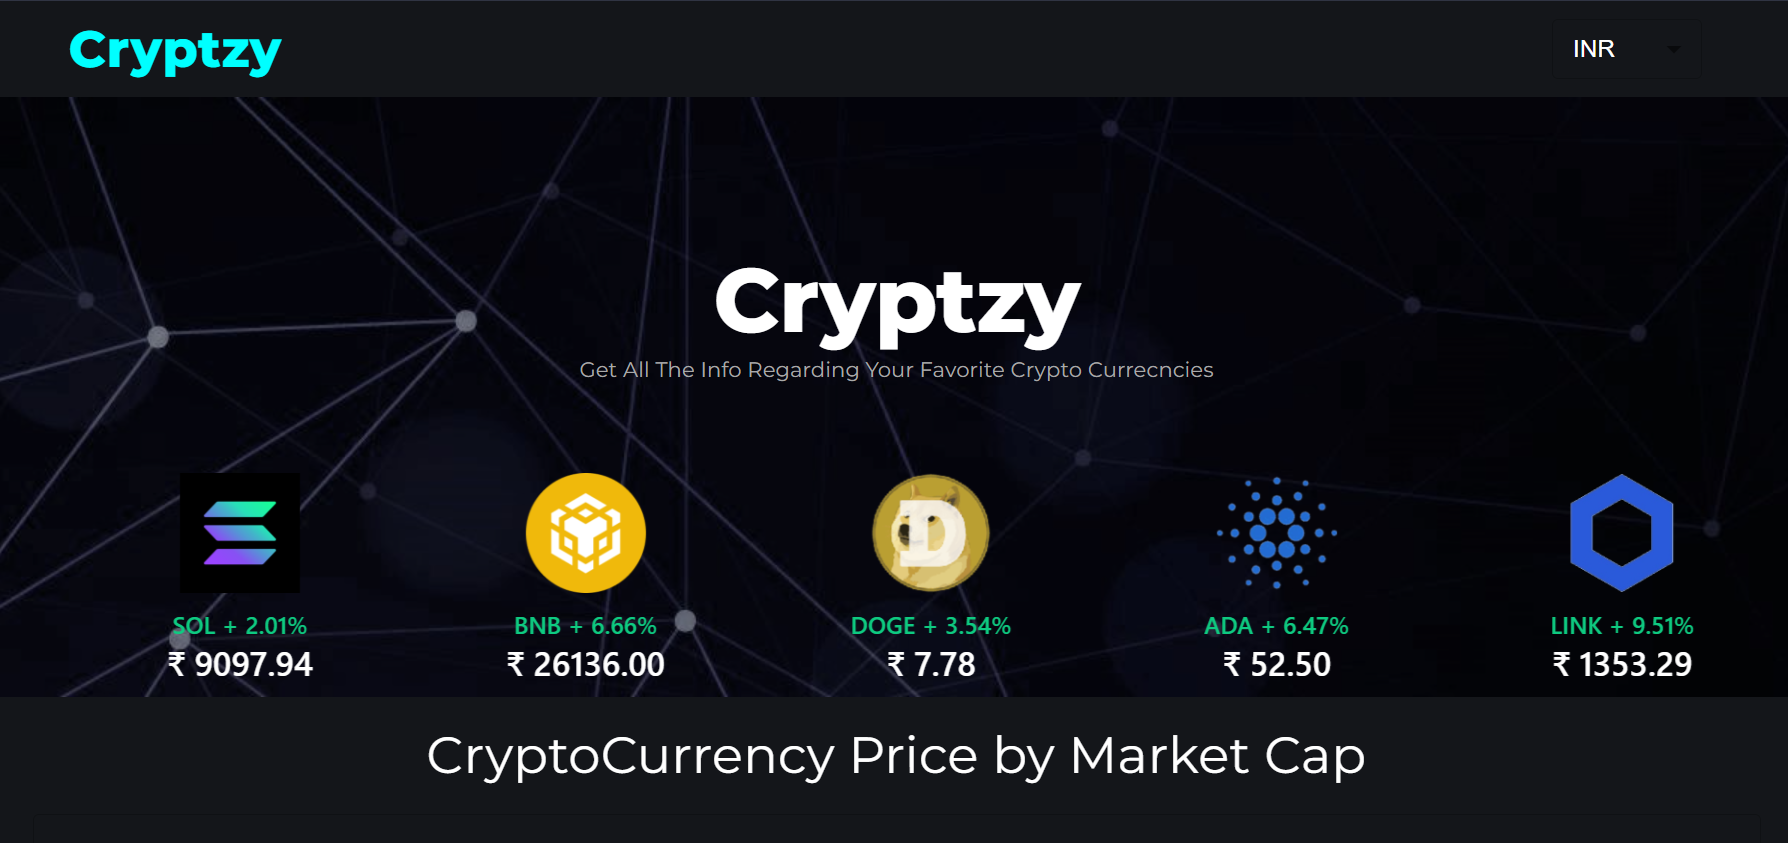 Cryptzy
INR
Cryptzy
Get All The Info Regarding Your Favorite Crypto Currecncies
SOL + 2.01%
₹ 9097.94
BNB + 6.66%
₹ 26136.00
DOGE + 3.54%
₹ 7.78
ADA + 6.47%
₹ 52.50
LINK + 9.51%
₹ 1353.29
CryptoCurrency Price by Market Cap